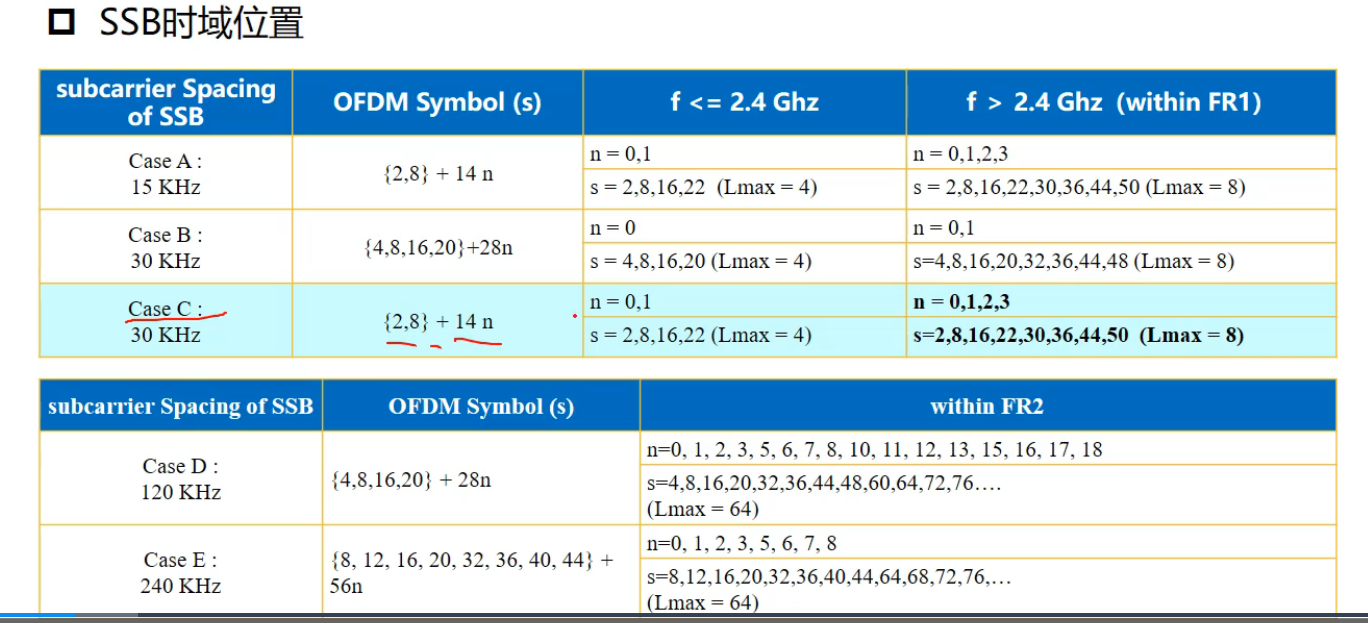 SSB时域位置
subcarrier Spacing of SSB
OFDM Symbol (s)
f <= 2.4 Ghz
f > 2.4 Ghz (within FR1)
Case A :
15 KHz
{2,8} + 14 n
n = 0,1
s = 2,8,16,22 (Lmax = 4)
n = 0,1,2,3
s = 2,8,16,22,30,36,44,50 (Lmax = 8)
Case B :
30 KHz
{4,8,16,20}+28n
n = 0
s = 4,8,16,20 (Lmax = 4)
n = 0,1
s=4,8,16,20,32,36,44,48 (Lmax = 8)
Case C :
30 KHz
{2,8} + 14 n
n = 0,1
s = 2,8,16,22 (Lmax = 4)
n = 0,1,2,3
s=2,8,16,22,30,36,44,50 (Lmax = 8)
subcarrier Spacing of SSB
OFDM Symbol (s)
within FR2
Case D :
120 KHz
{4,8,16,20} + 28n
n=0, 1, 2, 3, 5, 6, 7, 8, 10, 11, 12, 13, 15, 16, 17, 18
s=4,8,16,20,32,36,44,48,60,64,72,76….
(Lmax = 64)
Case E :
240 KHz
{8, 12, 16, 20, 32, 36, 40, 44} +
56n
n=0, 1, 2, 3, 5, 6, 7, 8
s=8,12,16,20,32,36,40,44,64,68,72,76,…
(Lmax = 64)